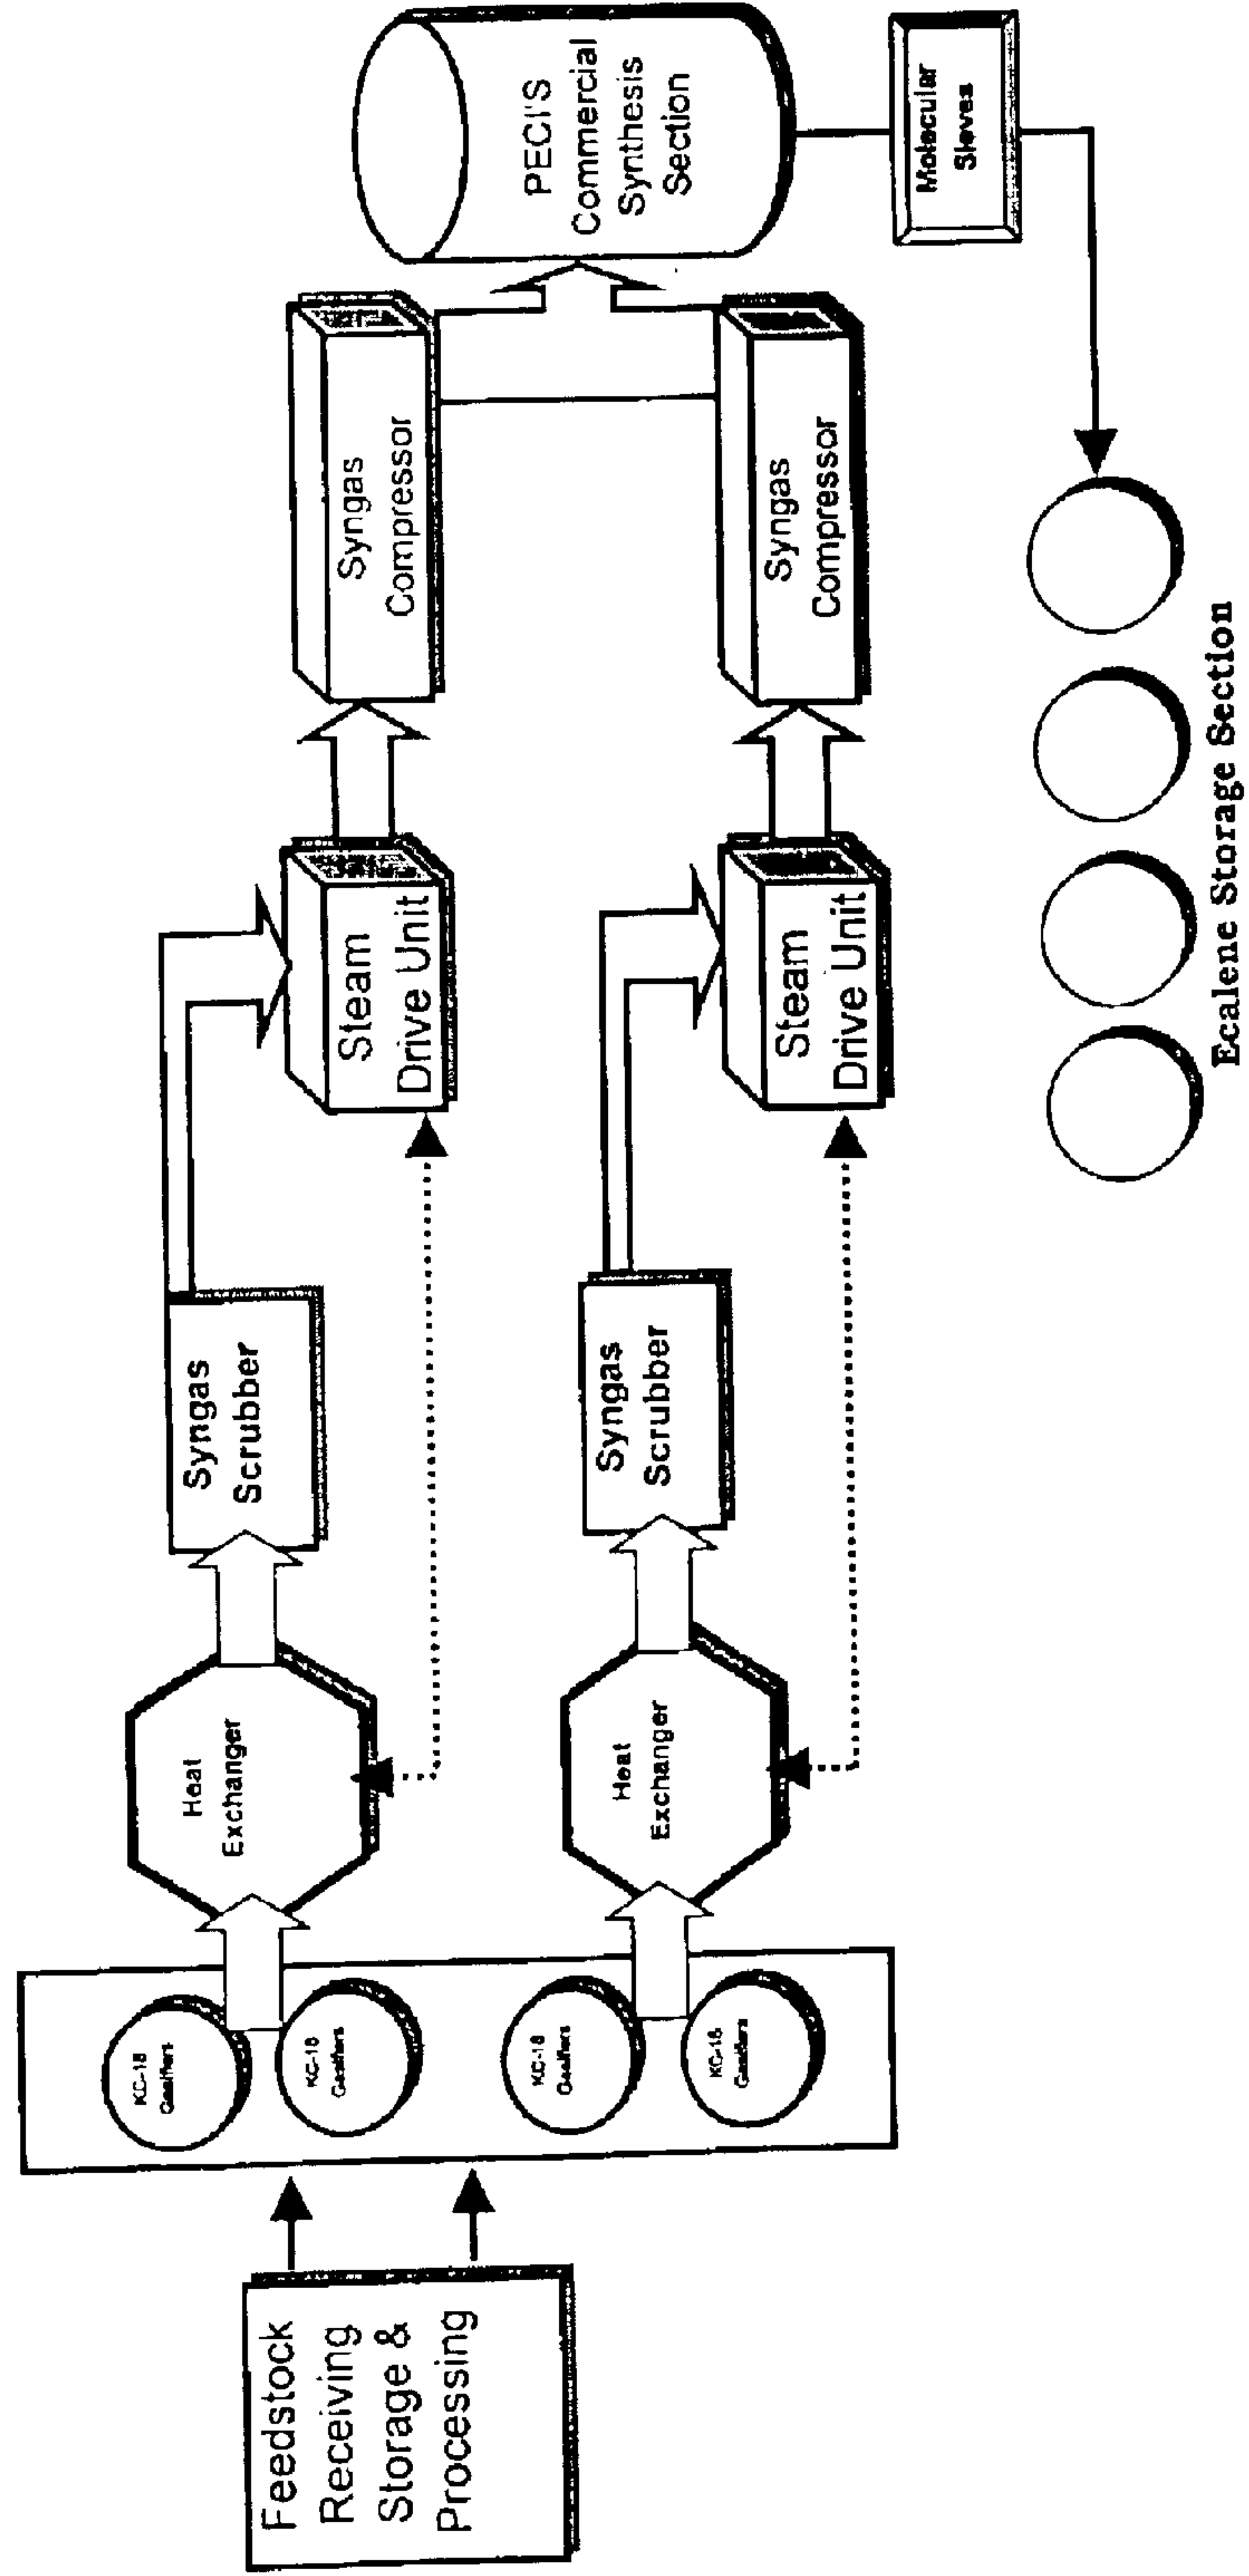 Feedstock
Receiving
Storage &
Processing
KC-18
Gasifiers
KC-18
Gasifiers
KC-18
Gasifiers
KC-18
Gasifiers
Heat
Exchanger
Heat
Exchanger
Syngas
Scrubber
Syngas
Scrubber
Steam
Drive Unit
Steam
Drive Unit
Syngas
Compressor
Syngas
Compressor
PECI'S
Commercial
Synthesis
Section
Molecular
Sieves
Ecalene Storage Section